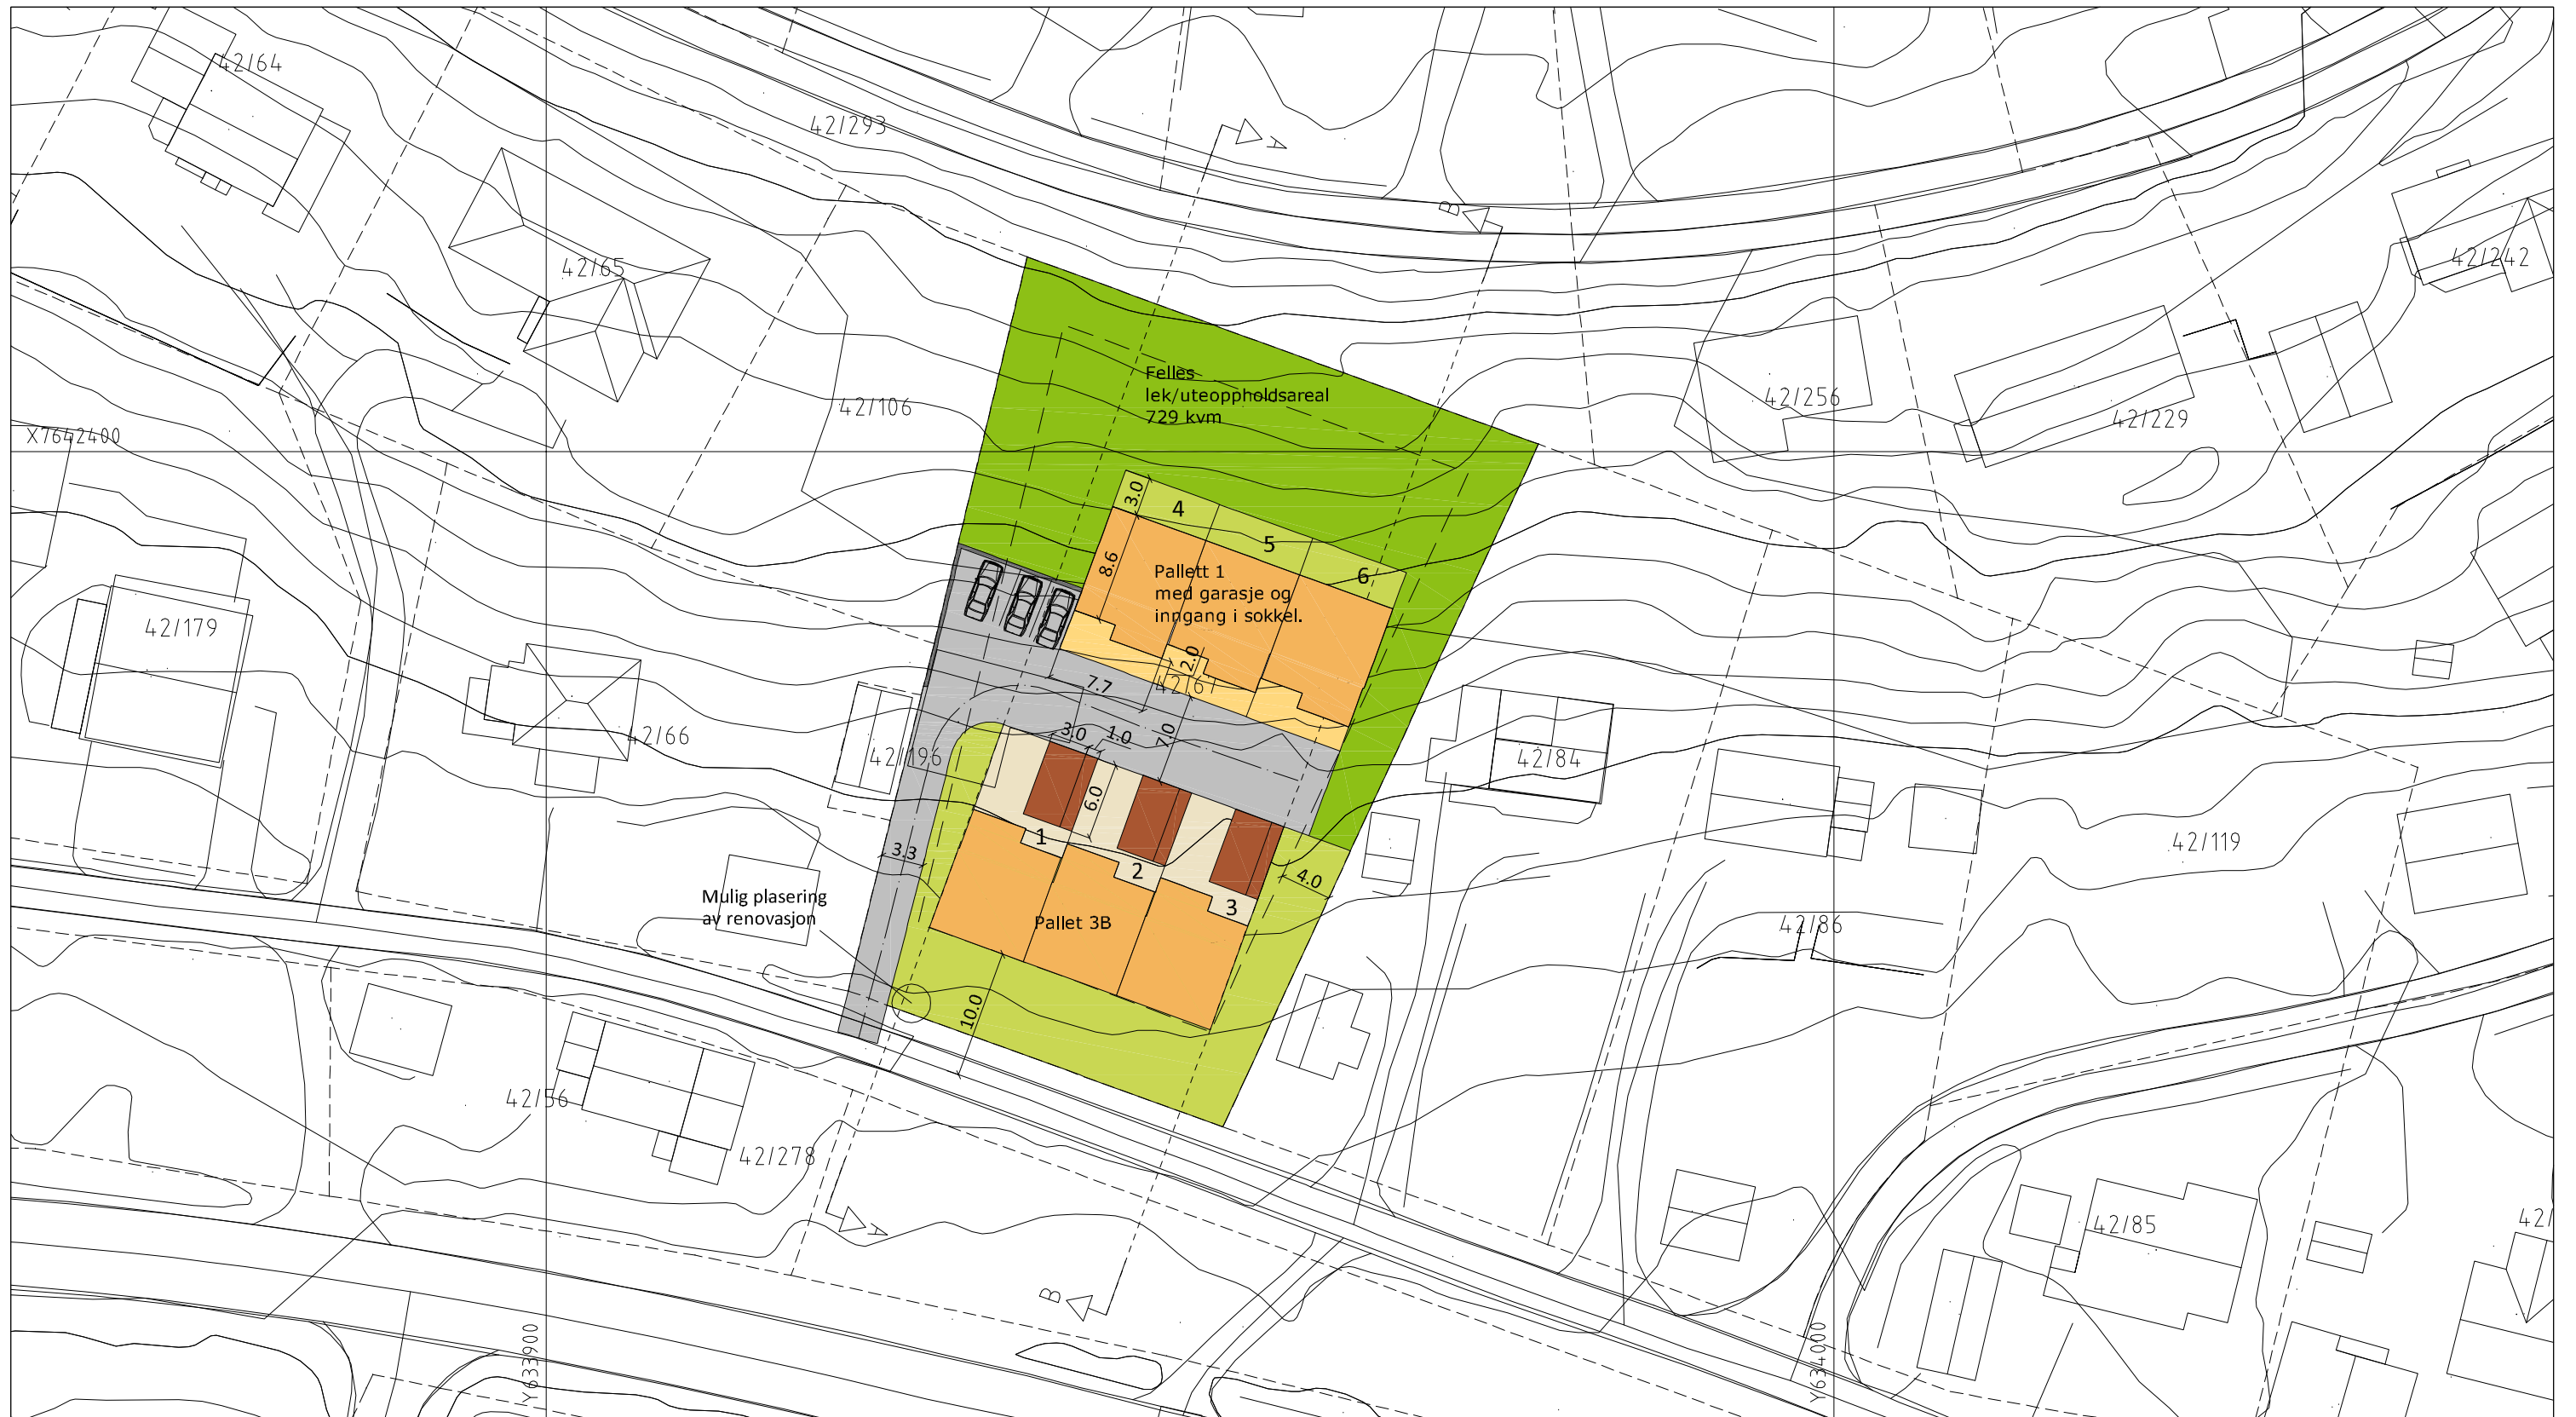 42/64
42/293
A
B
42/65
42/242
Felles
lek/uteoppholdsareal
729 kvm
42/106
42/256
42/229
X7642400
3.0
4
5
6
8.6
Pallett 1
med garasje og
inngang i sokkel.
42/179
2.0
42/67
7.7
42/66
3.0
1.0
7.0
42/196
42/84
6.0
1
2
3
3.3
4.0
42/119
Mulig plasering
av renovasjon
Pallet 3B
42/86
10.0
42/56
42/278
A
B
42/85
42/
Y633900
Y634000